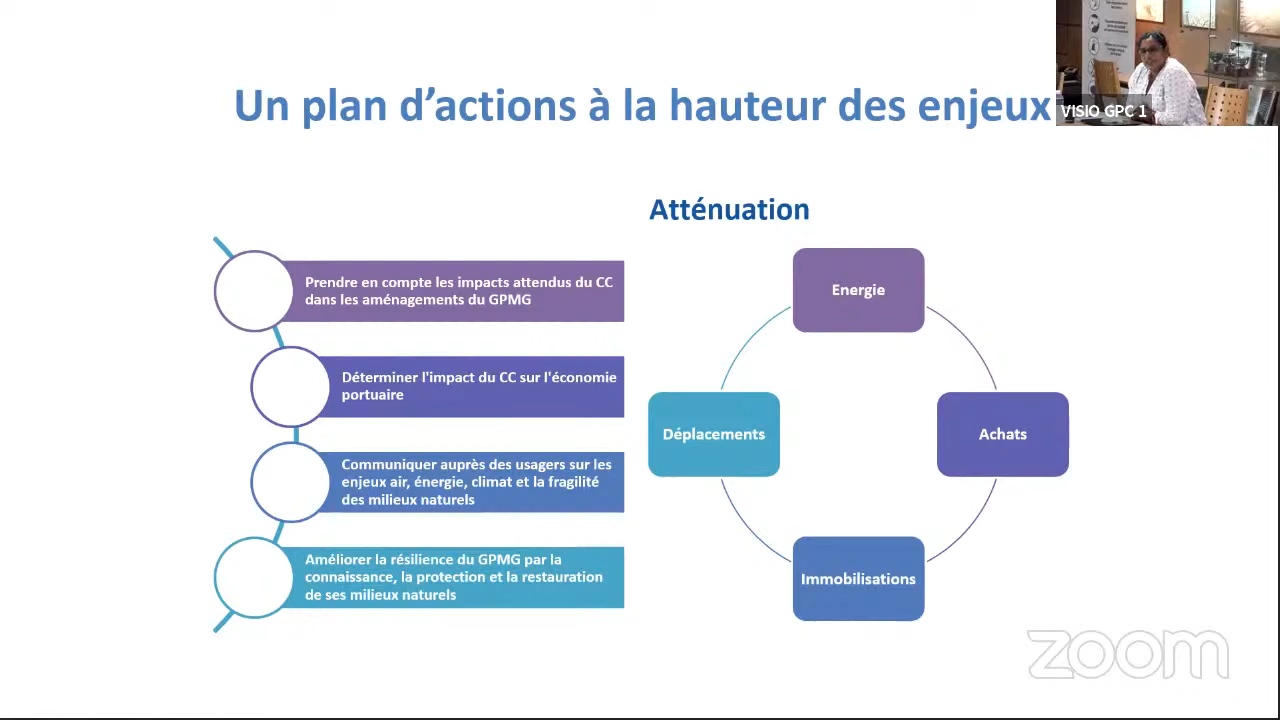 Un plan d’actions à la hauteur des enjeux
VISIO GPC 1
Atténuation
Prendre en compte les impacts attendus du CC
dans les aménagements du GPMG
Déterminer l'impact du CC sur l'économie
portuaire
Communiquer auprès des usagers sur les
enjeux air, énergie, climat et la fragilité
des milieux naturels
Améliorer la résilience du GPMG par la
connaissance, la protection et la restauration
de ses milieux naturels
Energie
Déplacements
Achats
Immobilisations
zoom